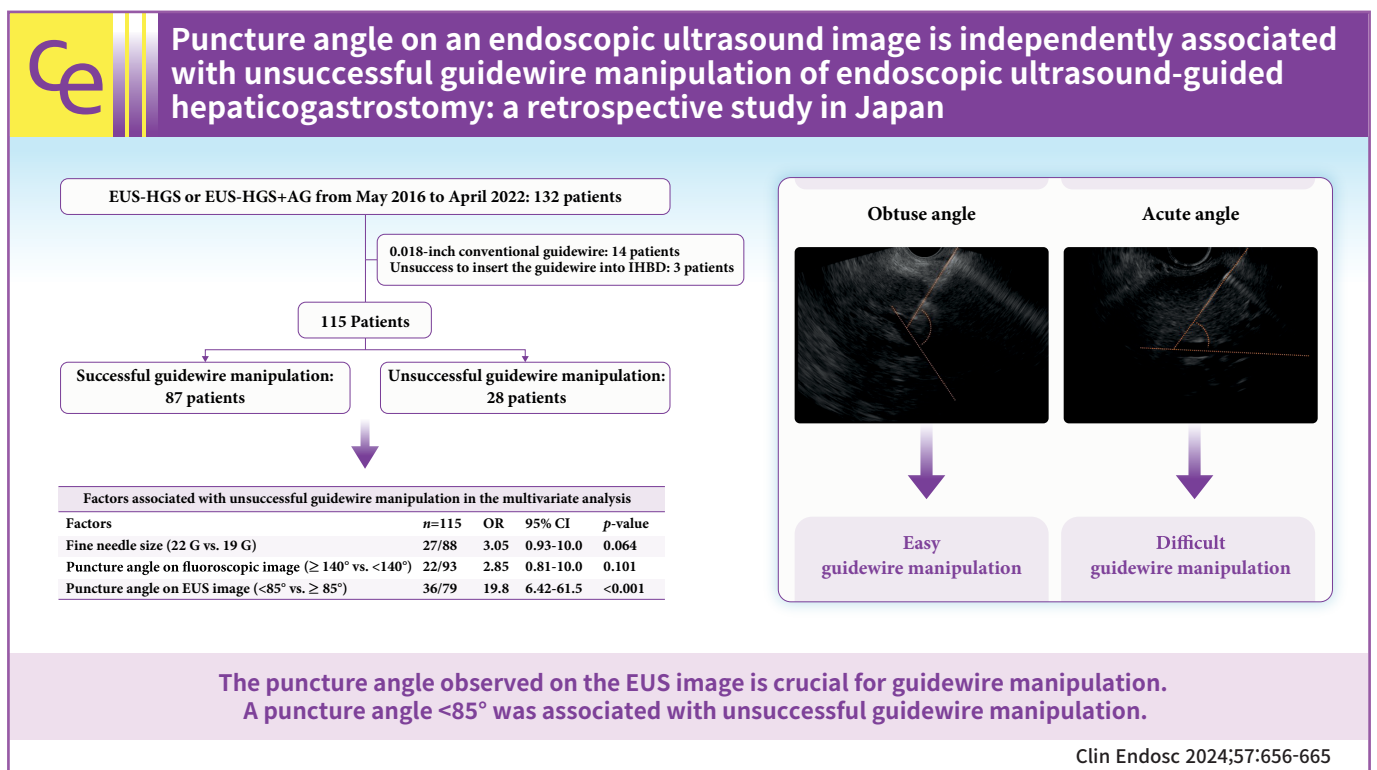 Ce
Puncture angle on an endoscopic ultrasound image is independently associated
with unsuccessful guidewire manipulation of endoscopic ultrasound-guided
hepaticogastrostomy: a retrospective study in Japan
EUS-HGS or EUS-HGS+AG from May 2016 to April 2022: 132 patients
0.018-inch conventional guidewire: 14 patients
Unsuccess to insert the guidewire into IHBD: 3 patients
115 Patients
Successful guidewire manipulation:
87 patients
Unsuccessful guidewire manipulation:
28 patients
Factors associated with unsuccessful guidewire manipulation in the multivariate analysis
Factors n=115 OR 95% CI p-value
Fine needle size (22 G vs. 19 G) 27/88 3.05 0.93-10.0 0.064
Puncture angle on fluoroscopic image (≥ 140° vs. <140°) 22/93 2.85 0.81-10.0 0.101
Puncture angle on EUS image (<85° vs. ≥ 85°) 36/79 19.8 6.42-61.5 <0.001
Obtuse angle
Acute angle
Easy
guidewire manipulation
Difficult
guidewire manipulation
The puncture angle observed on the EUS image is crucial for guidewire manipulation.
A puncture angle <85° was associated with unsuccessful guidewire manipulation.
Clin Endosc 2024;57:656-665